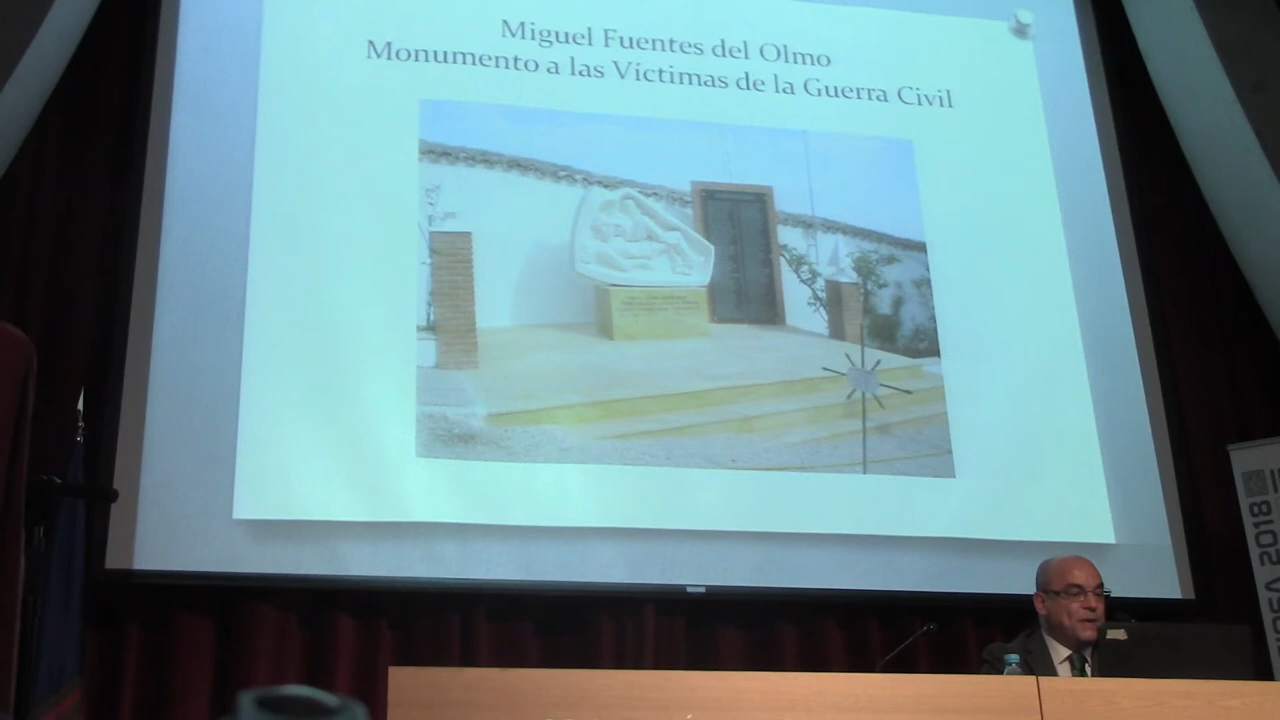 Miguel Fuentes del Olmo
Monumento a las Víctimas de la Guerra Civil
2018